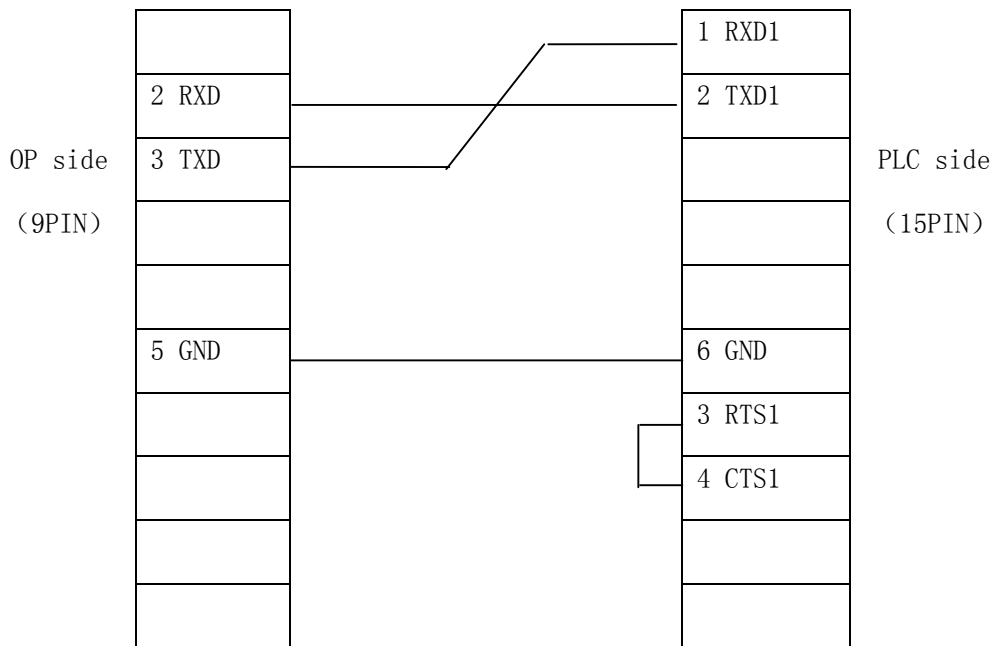 1 RXD1
2 RXD
2 TXD1
OP side
3 TXD
PLC side
（9PIN）
（15PIN）
5 GND
6 GND
3 RTS1
4 CTS1